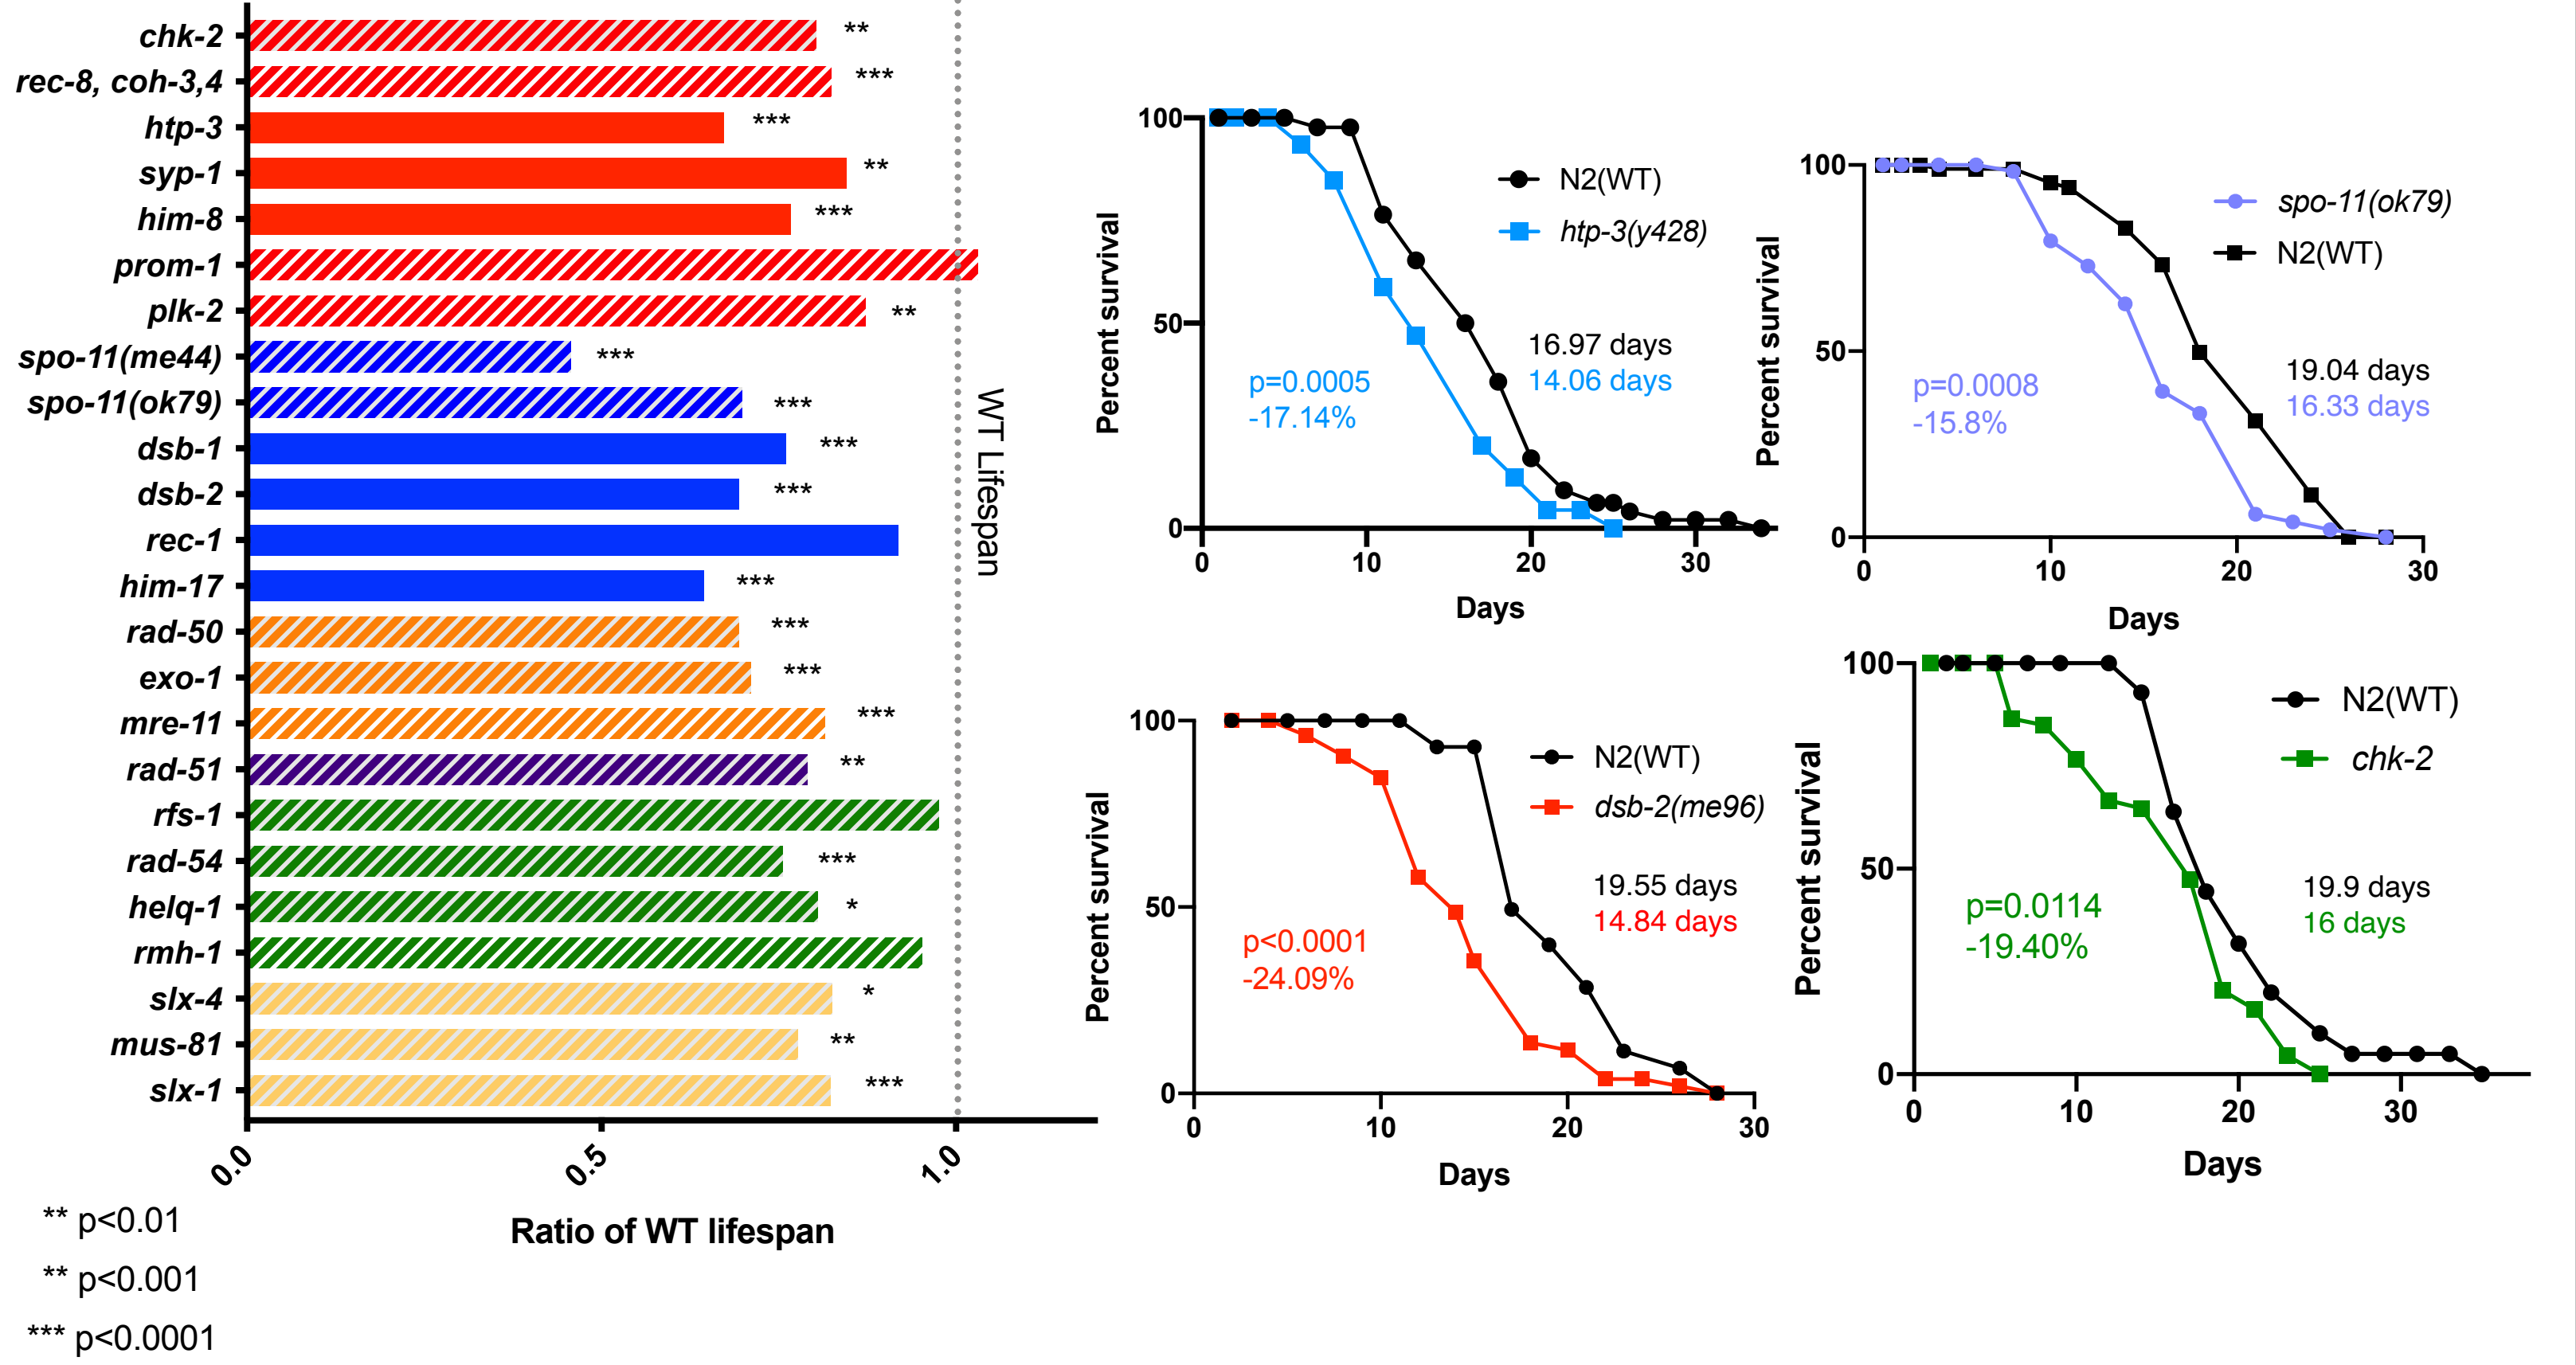 chk-2 **
rec-8, coh-3,4 ***
htp-3 ***
syp-1 **
him-8 ***
prom-1
plk-2 **
spo-11(me44) ***
spo-11(ok79) ***
dsb-1 ***
dsb-2 ***
rec-1
him-17 ***
rad-50 ***
exo-1 ***
mre-11 ***
rad-51 **
rfs-1
rad-54 ***
helq-1 *
rmh-1
slx-4 *
mus-81 **
slx-1 ***
WT Lifespan
0.0 0.5 1.0
Ratio of WT lifespan
** p<0.01
** p<0.001
*** p<0.0001
Percent survival
100
50
0
N2(WT)
htp-3(y428)
16.97 days
14.06 days
p=0.0005
-17.14%
0 10 20 30
Days
Percent survival
100
50
0
spo-11(ok79)
N2(WT)
19.04 days
16.33 days
p=0.0008
-15.8%
0 10 20 30
Days
Percent survival
100
50
0
N2(WT)
dsb-2(me96)
19.55 days
14.84 days
p<0.0001
-24.09%
0 10 20 30
Days
Percent survival
100
50
0
N2(WT)
chk-2
19.9 days
16 days
p=0.0114
-19.40%
0 10 20 30
Days